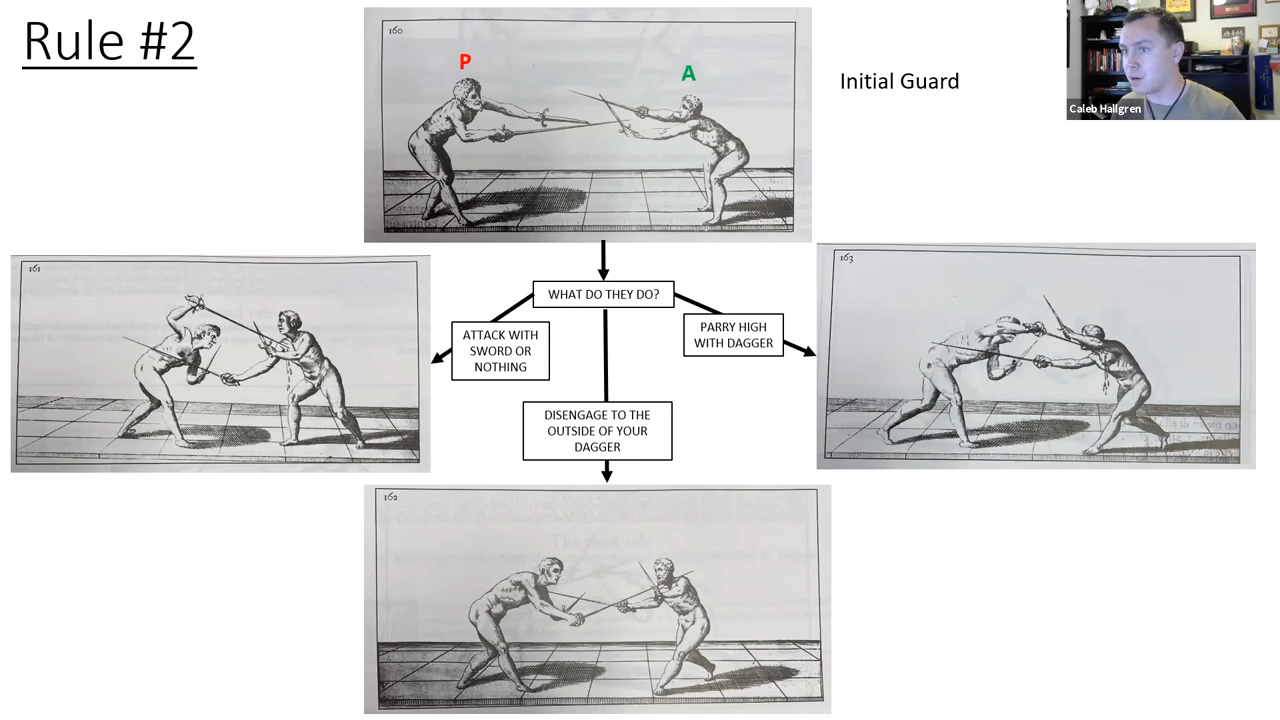 Rule #2
160
P
A
Initial Guard
Caleb Hallgren
161
WHAT DO THEY DO?
163
ATTACK WITH
SWORD OR
NOTHING
PARRY HIGH
WITH DAGGER
DISENGAGE TO THE
OUTSIDE OF YOUR
DAGGER
162